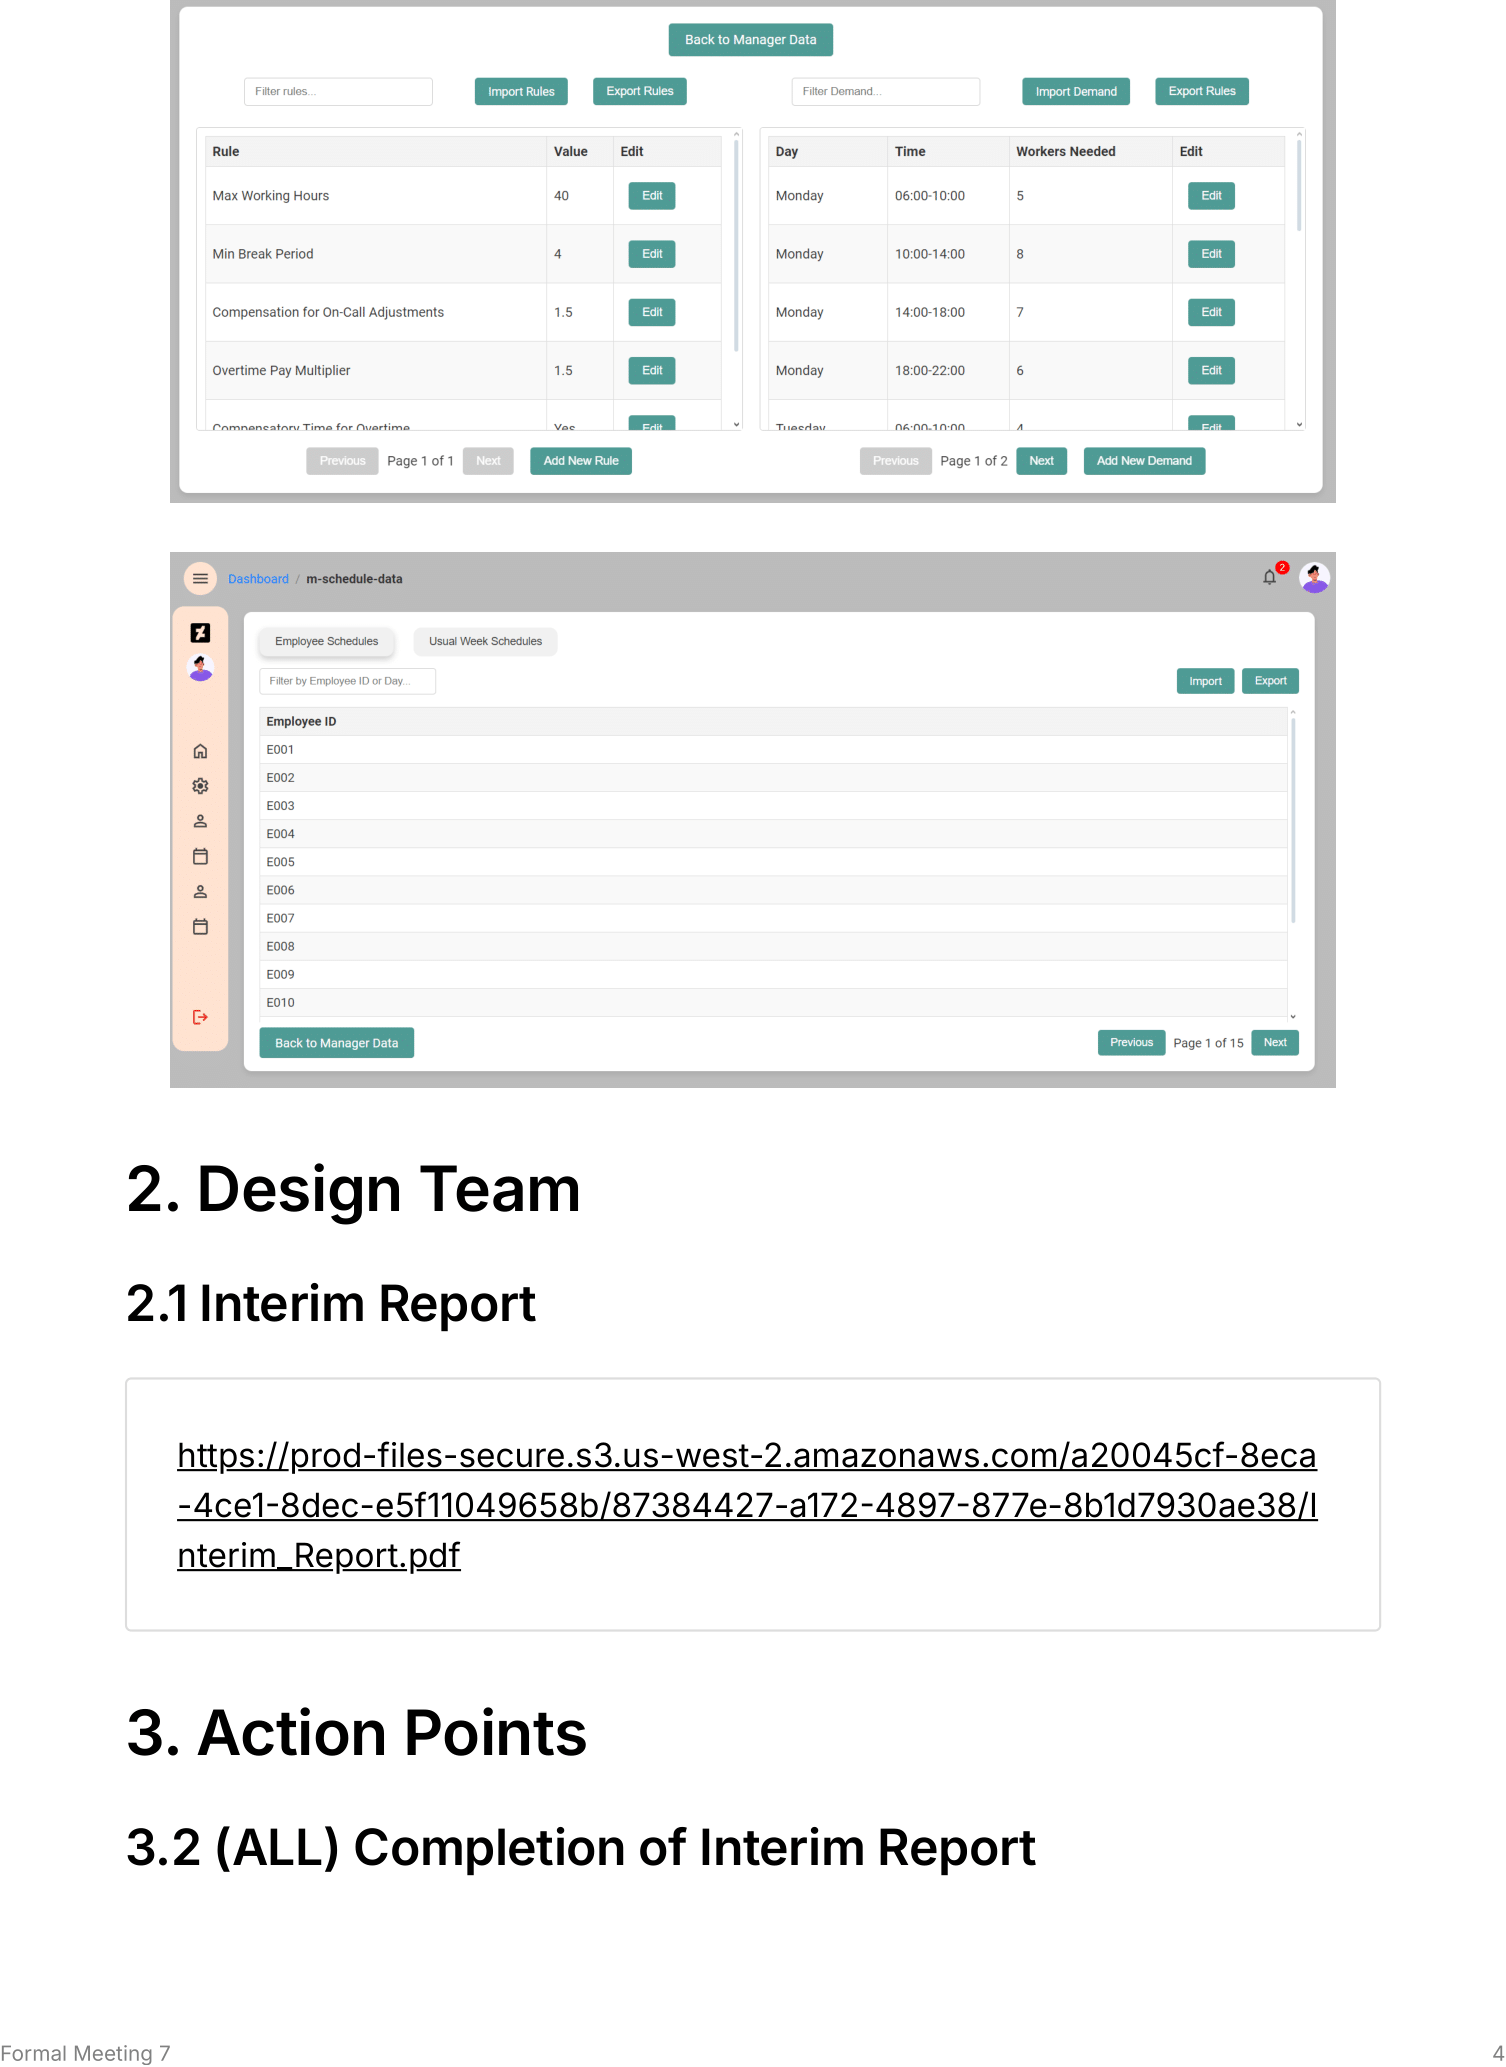 Back to Manager Data
Filter rules... Import Rules Export Rules Filter Demand... Import Demand Export Rules
Rule Value Edit
Max Working Hours 40 Edit
Min Break Period 4 Edit
Compensation for On-Call Adjustments 1.5 Edit
Overtime Pay Multiplier 1.5 Edit
Compensatory Time for Overtime Yes Edit
Previous Page 1 of 1 Next Add New Rule
Day Time Workers Needed Edit
Monday 06:00-10:00 5 Edit
Monday 10:00-14:00 8 Edit
Monday 14:00-18:00 7 Edit
Monday 18:00-22:00 6 Edit
Tuesday 06:00-10:00 4 Edit
Previous Page 1 of 2 Next Add New Demand
Dashboard / m-schedule-data 2
Employee Schedules Usual Week Schedules
Filter by Employee ID or Day... Import Export
Employee ID
E001
E002
E003
E004
E005
E006
E007
E008
E009
E010
Back to Manager Data Previous Page 1 of 15 Next
2. Design Team
2.1 Interim Report
https://prod-files-secure.s3.us-west-2.amazonaws.com/a20045cf-8eca
-4ce1-8dec-e5f11049658b/87384427-a172-4897-877e-8b1d7930ae38/I
nterim_Report.pdf
3. Action Points
3.2 (ALL) Completion of Interim Report
Formal Meeting 7 4